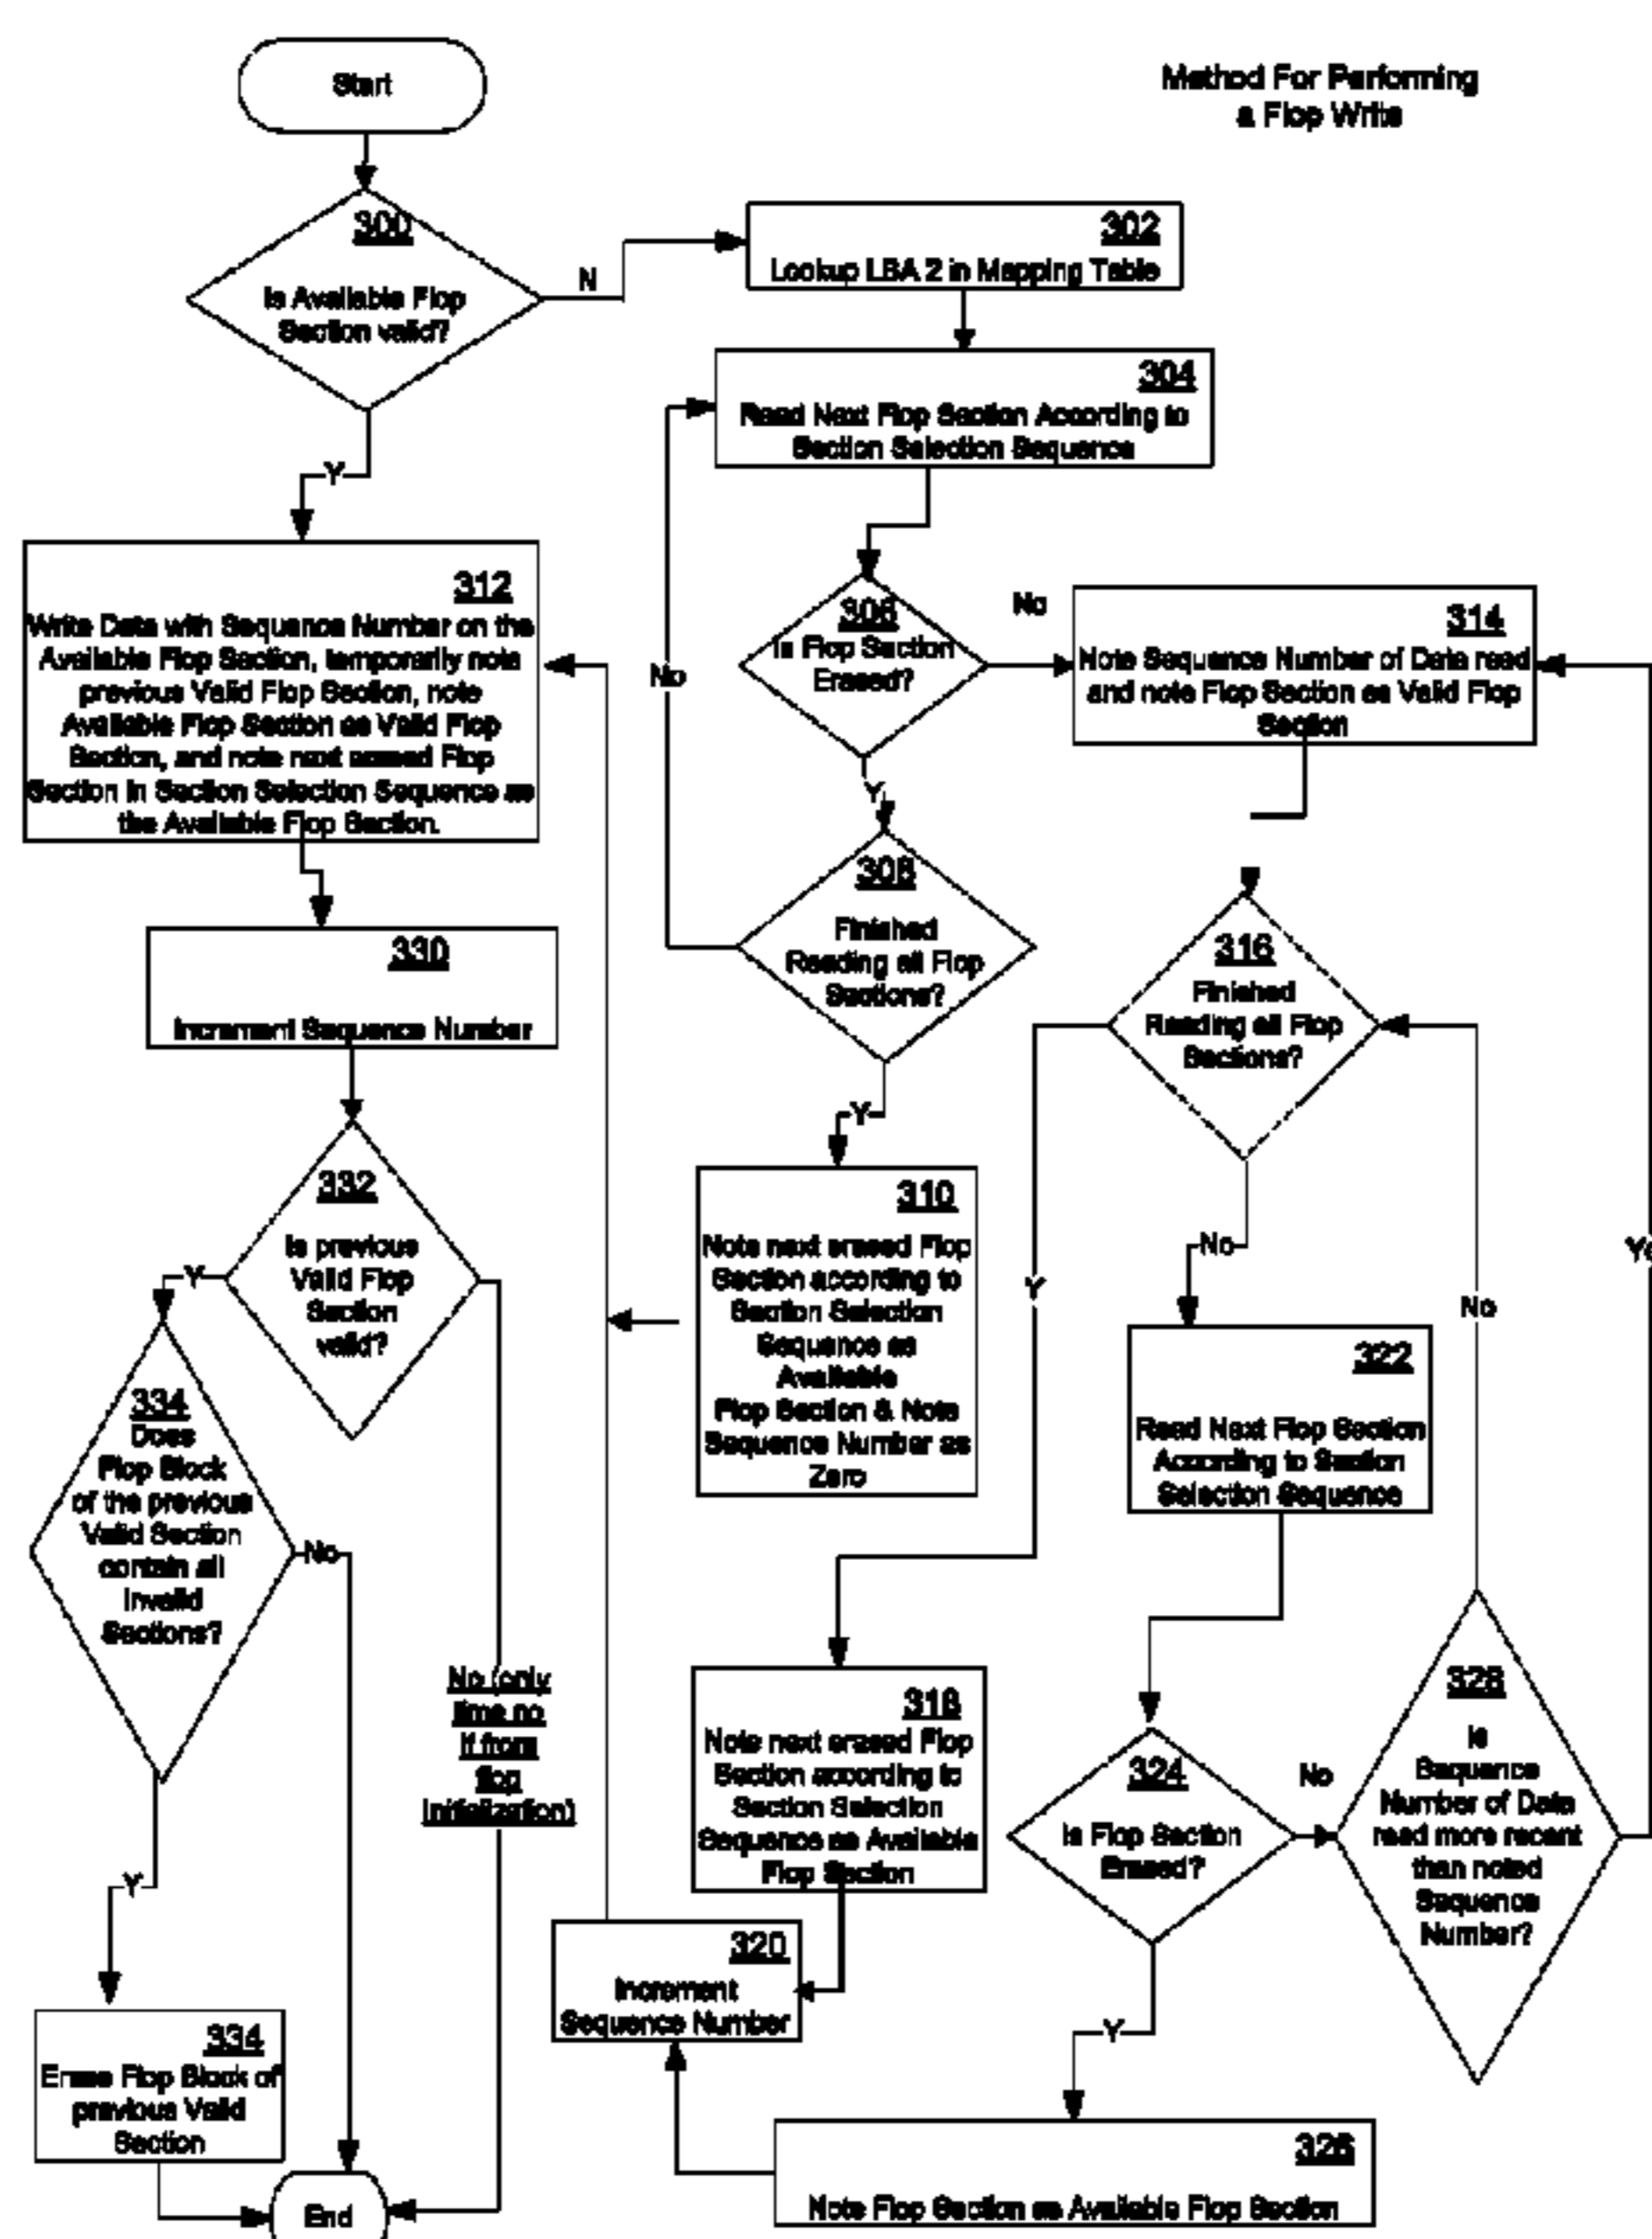 Start
Method For Performing
a Flop Write
300
Is Available Flop
Section valid?
N
Y
302
Lookup LBA 2 in Mapping Table
304
Read Next Flop Section According to
Section Selection Sequence
312
Write Data with Sequence Number on the
Available Flop Section, temporarily note
previous Valid Flop Section, note
Available Flop Section as Valid Flop
Section, and note next erased Flop
Section in Section Selection Sequence as
the Available Flop Section.
No
306
Is Flop Section
Erased?
No
Y
314
Note Sequence Number of Data read
and note Flop Section as Valid Flop
Section
308
Finished
Reading all Flop
Sections?
Y
330
Increment Sequence Number
316
Finished
Reading all Flop
Sections?
Y
No
332
Is previous
Valid Flop
Section
valid?
Y
310
Note next erased Flop
Section according to
Section Selection
Sequence as
Available
Flop Section & Note
Sequence Number as
Zero
No
Ye
322
Read Next Flop Section
According to Section
Selection Sequence
334
Does
Flop Block
of the previous
Valid Section
contain all
Invalid
Sections?
No
Y
No (only
time no
if from
flop
initialization)
318
Note next erased Flop
Section according to
Section Selection
Sequence as Available
Flop Section
324
Is Flop Section
Erased?
No
Y
328
Is
Sequence
Number of Data
read more recent
than noted
Sequence
Number?
320
Increment
Sequence Number
334
Erase Flop Block of
previous Valid
Section
326
Note Flop Section as Available Flop Section
End